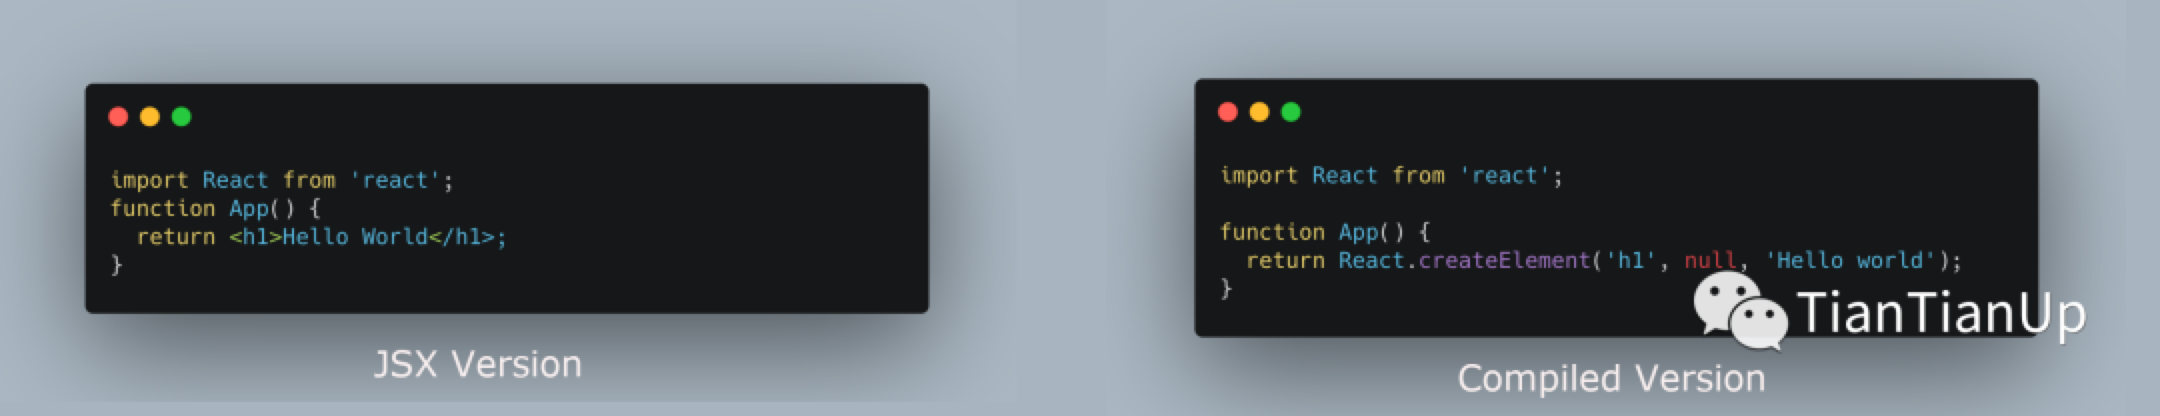 import React from 'react';
function App() {
  return <h1>Hello World</h1>;
}
JSX Version
import React from 'react';
function App() {
  return React.createElement('h1', null, 'Hello world');
}
TianTianUp
Compiled Version